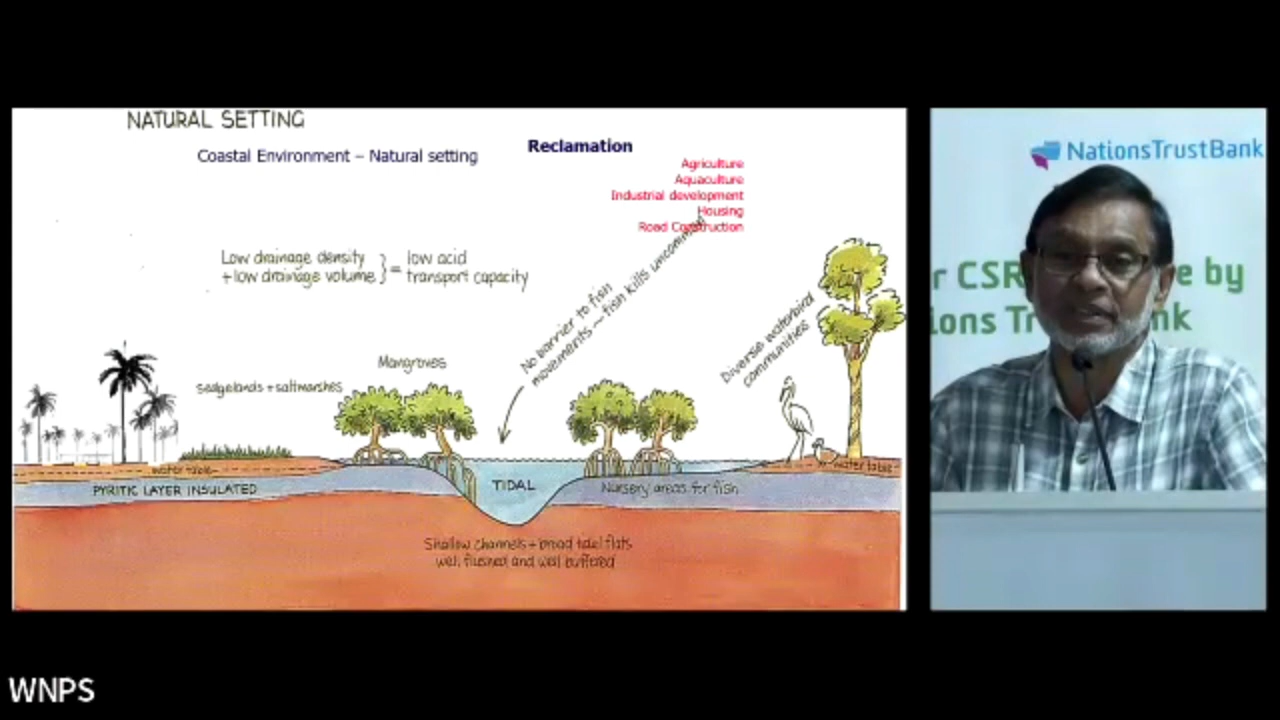 NATURAL SETTING
Coastal Environment – Natural setting
Reclamation
Agriculture
Aquaculture
Industrial development
Housing
Road Construction
Low drainage density
+ low drainage volume } =
low acid
transport capacity
No barrier to fish
movements – fish kills uncommon
Diverse waterbird
communities
Mangroves
Sedgelands + saltmarshes
water table
PYRITIC LAYER INSULATED
TIDAL
Nursery areas for fish
water table
Shallow channels + broad tidal flats
well flushed and well buffered
NationsTrustBank
r CSR e by
ions Tr nk
WNPS